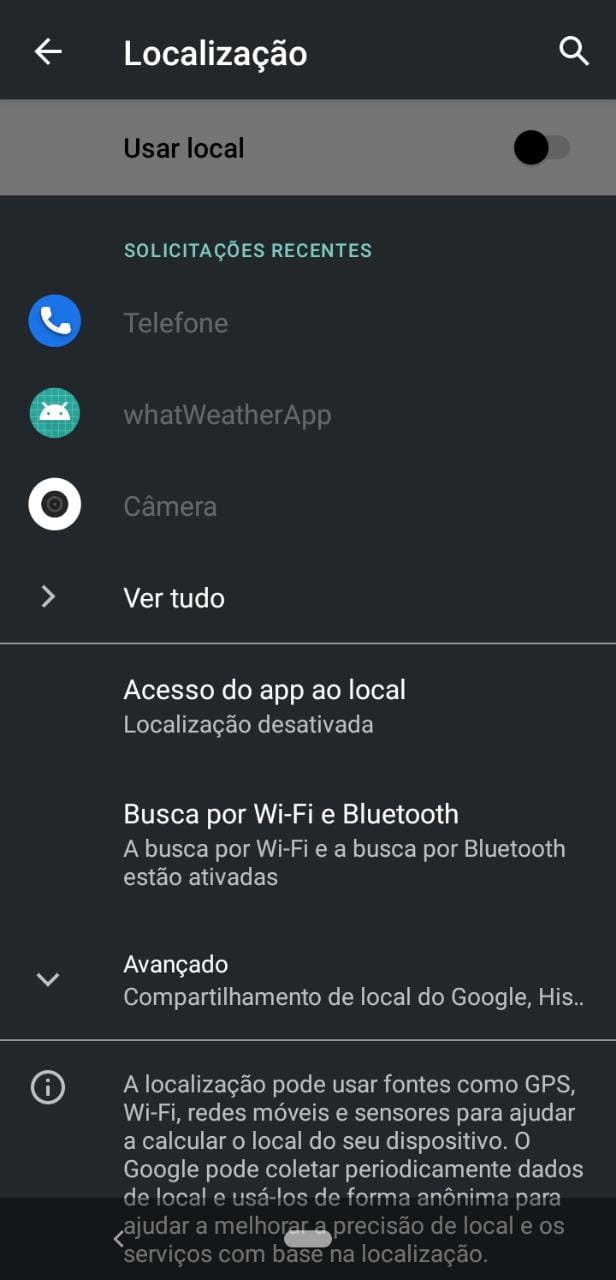 Localização
Usar local
SOLICITAÇÕES RECENTES
Telefone
whatWeatherApp
Câmera
Ver tudo
Acesso do app ao local
Localização desativada
Busca por Wi-Fi e Bluetooth
A busca por Wi-Fi e a busca por Bluetooth
estão ativadas
Avançado
Compartilhamento de local do Google, His..
A localização pode usar fontes como GPS,
Wi-Fi, redes móveis e sensores para ajudar
a calcular o local do seu dispositivo. O
Google pode coletar periodicamente dados
de local e usá-los de forma anônima para
ajudar a melhorar a precisão de local e os
serviços com base na localização.